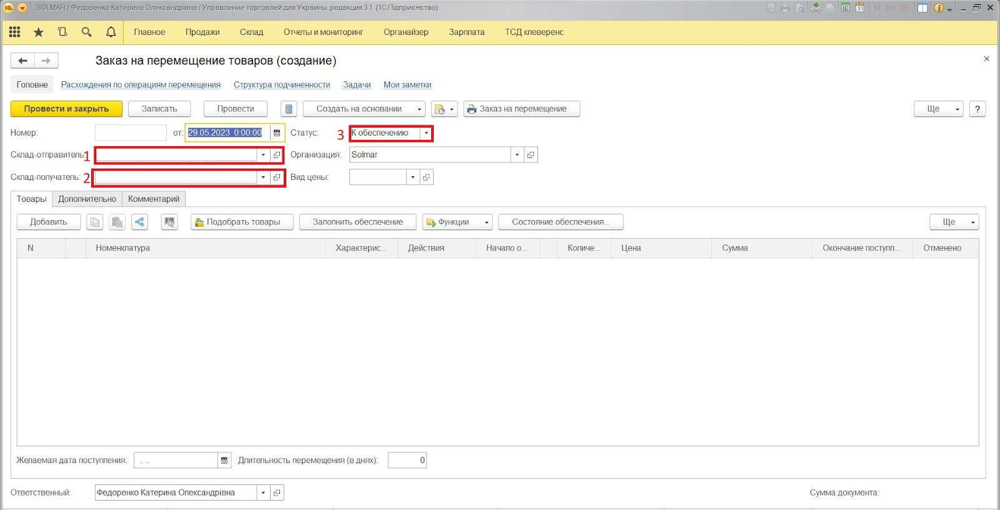 SOLMAR / Федоренко Катерина Олександрівна / Управление торговлей для Украины, редакция 3.1 (1С:Підприємство)
31 M M+ M-
Главное Продажи Склад Отчеты и мониторинг Органайзер Зарплата ТСД клеверенс
Заказ на перемещение товаров (создание)
Головне Расхождения по операциям перемещения Структура подчиненности Задачи Мои заметки
Провести и закрыть Записать Провести Создать на основании Заказ на перемещение Ще ?
Номер: от: 29.05.2023 0:00:00 Статус: 3 К обеспечению
Склад-отправитель: 1 Организация: Solmar
Склад-получатель: 2 Вид цены:
Товары Дополнительно Комментарий
Добавить Подобрать товары Заполнить обеспечение Функции Состояние обеспечения... Ще
N Номенклатура Характерис... Действия Начало о... Количе... Цена Сумма Окончание поступл... Отменено
Желаемая дата поступления: . . Длительность перемещения (в днях): 0
Ответственный: Федоренко Катерина Олександрівна Сумма документа: